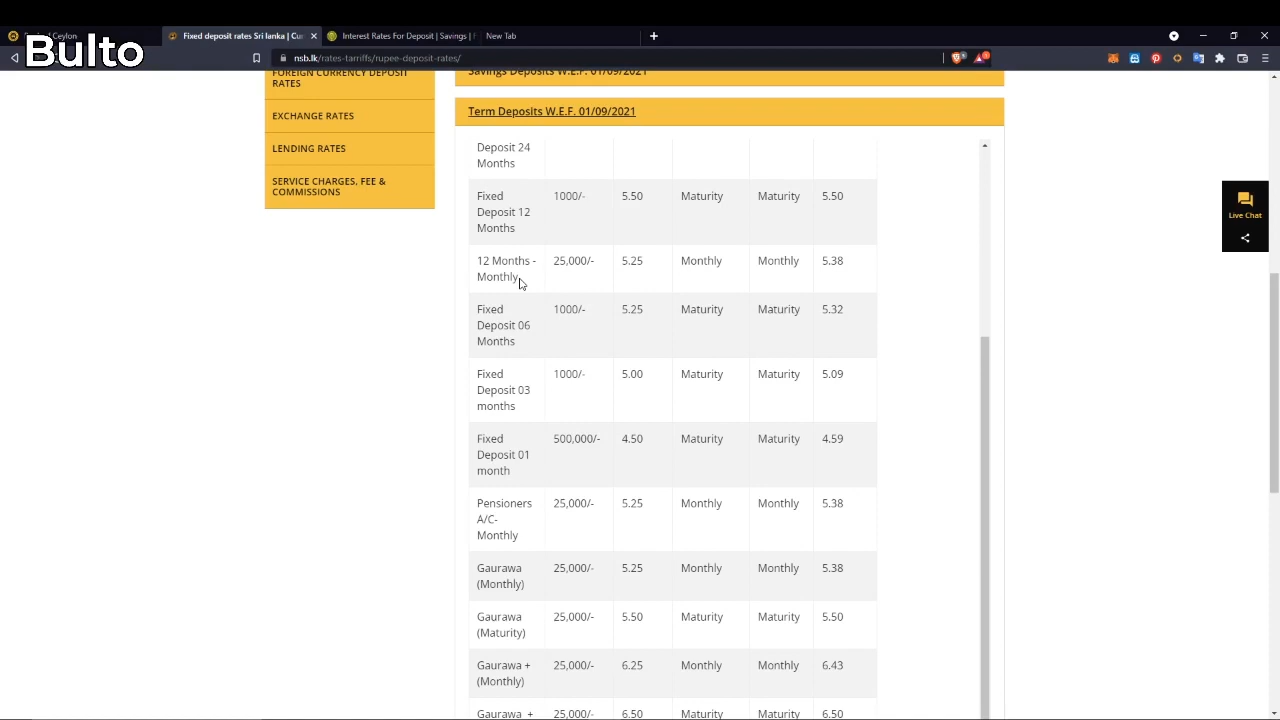 Ceylon
Fixed deposit rates Sri lanka | Cu
Interest Rates For Deposit | Savings |
New Tab
Bulto
nsb.lk/rates-tarriffs/rupee-deposit-rates/
FOREIGN CURRENCY DEPOSIT
RATES
EXCHANGE RATES
LENDING RATES
SERVICE CHARGES, FEE &
COMMISSIONS
Savings Deposits W.E.F. 01/09/2021
Term Deposits W.E.F. 01/09/2021
Deposit 24
Months
Fixed 1000/- 5.50 Maturity Maturity 5.50
Deposit 12
Months
12 Months - 25,000/- 5.25 Monthly Monthly 5.38
Monthly
Fixed 1000/- 5.25 Maturity Maturity 5.32
Deposit 06
Months
Fixed 1000/- 5.00 Maturity Maturity 5.09
Deposit 03
months
Fixed 500,000/- 4.50 Maturity Maturity 4.59
Deposit 01
month
Pensioners 25,000/- 5.25 Monthly Monthly 5.38
A/C-
Monthly
Gaurawa 25,000/- 5.25 Monthly Monthly 5.38
(Monthly)
Gaurawa 25,000/- 5.50 Maturity Maturity 5.50
(Maturity)
Gaurawa + 25,000/- 6.25 Monthly Monthly 6.43
(Monthly)
Gaurawa + 25,000/- 6.50 Maturity Maturity 6.50
Live Chat